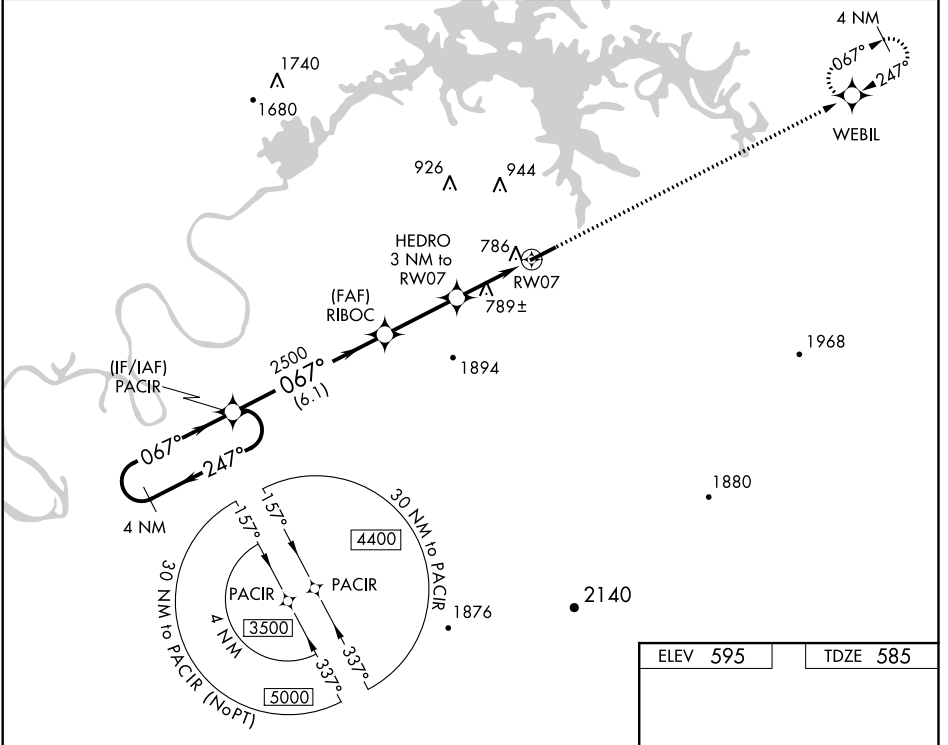 4 NM
067°
247°
WEBIL
1740
1680
926
944
HEDRO
3 NM to
RW07
786
RW07
789±
(FAF)
RIBOC
1894
1968
(IF/IAF)
PACIR
2500
067°
(6.1)
067°
247°
4 NM
1880
157°
157°
30 NM to PACIR
4400
PACIR
PACIR
3500
4 NM
337°
337°
30 NM to PACIR (NoPT)
5000
1876
2140
ELEV 595
TDZE 585